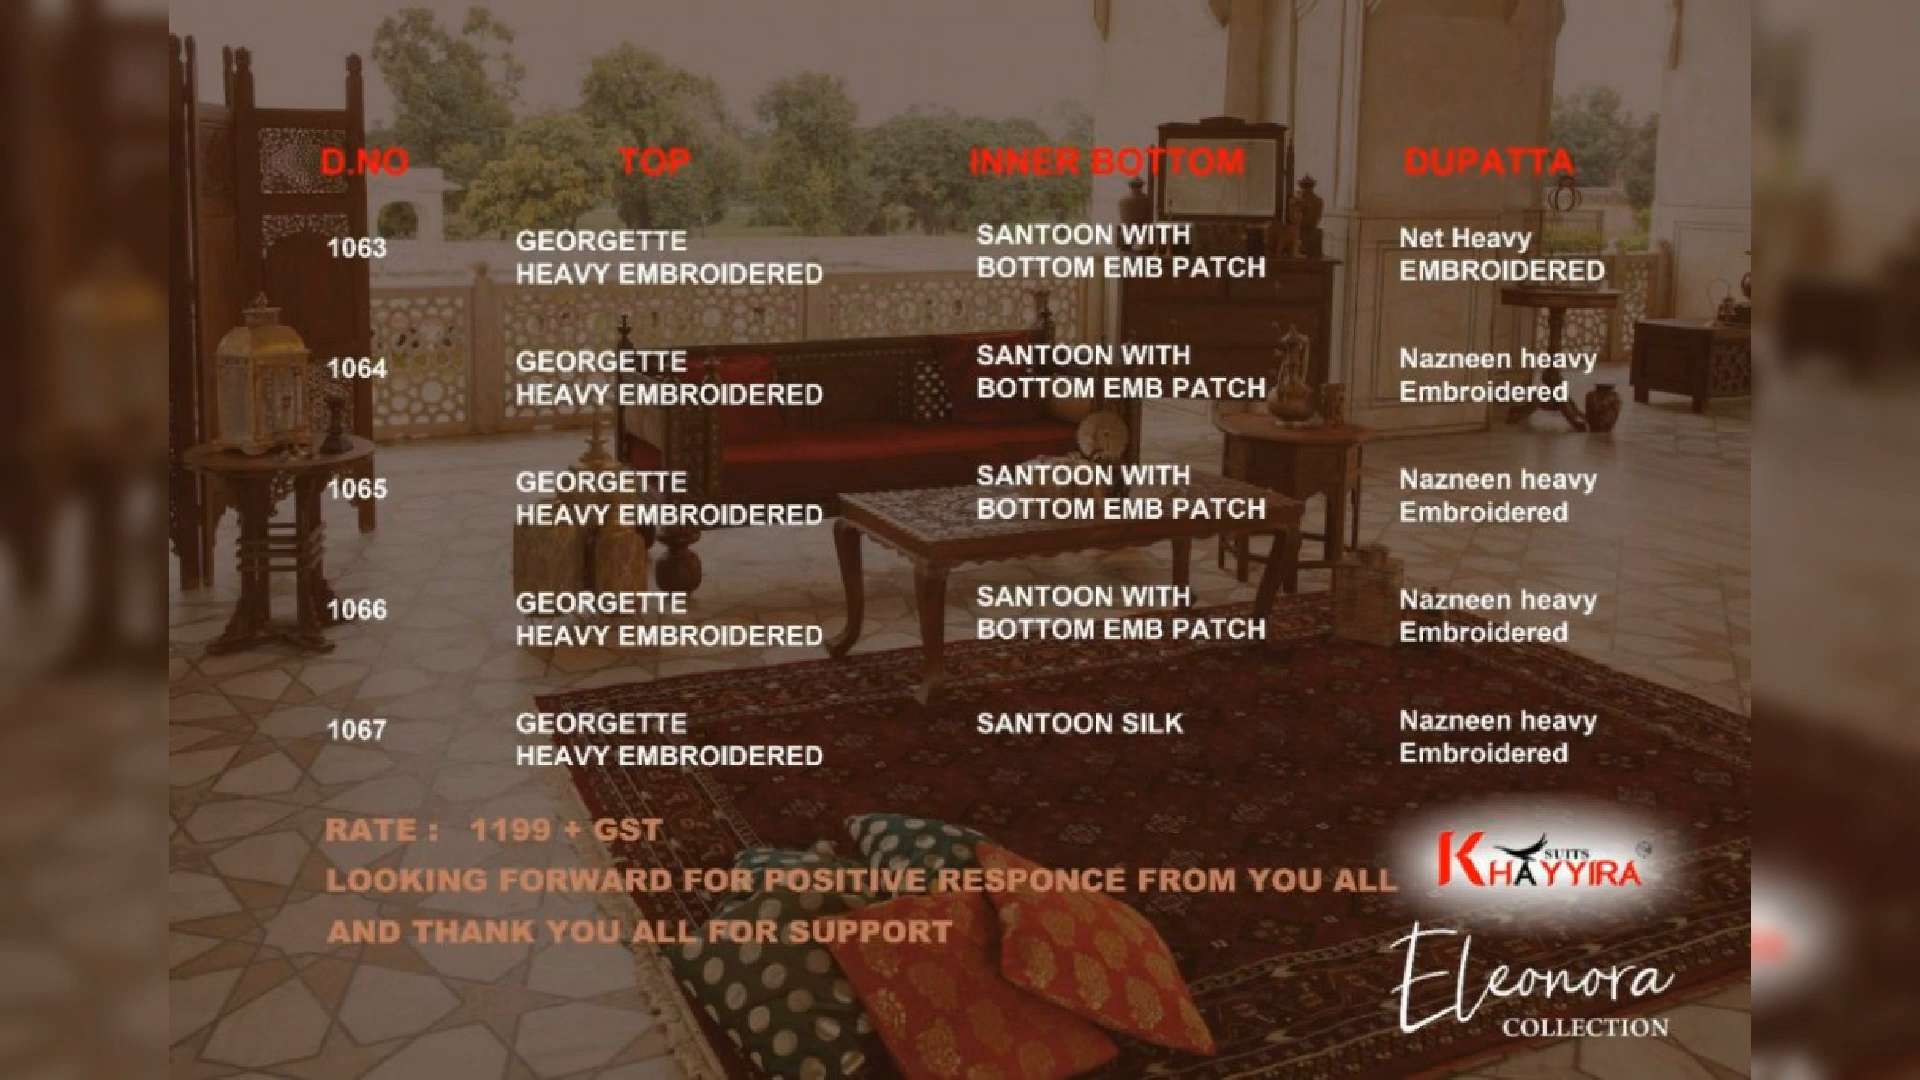 D.NO TOP INNER BOTTOM DUPATTA
1063 GEORGETTE HEAVY EMBROIDERED SANTOON WITH BOTTOM EMB PATCH Net Heavy EMBROIDERED
1064 GEORGETTE HEAVY EMBROIDERED SANTOON WITH BOTTOM EMB PATCH Nazneen heavy Embroidered
1065 GEORGETTE HEAVY EMBROIDERED SANTOON WITH BOTTOM EMB PATCH Nazneen heavy Embroidered
1066 GEORGETTE HEAVY EMBROIDERED SANTOON WITH BOTTOM EMB PATCH Nazneen heavy Embroidered
1067 GEORGETTE HEAVY EMBROIDERED SANTOON SILK Nazneen heavy Embroidered
RATE : 1199 + GST
LOOKING FORWARD FOR POSITIVE RESPONCE FROM YOU ALL
AND THANK YOU ALL FOR SUPPORT
KHAYYIRA SUITS
Eleonora
COLLECTION